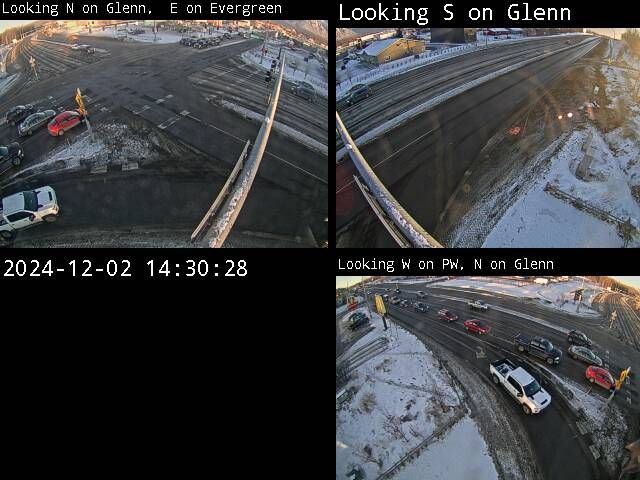 Looking N on Glenn, E on Evergreen
Looking S on Glenn
2024-12-02 14:30:28
Looking W on PW, N on Glenn